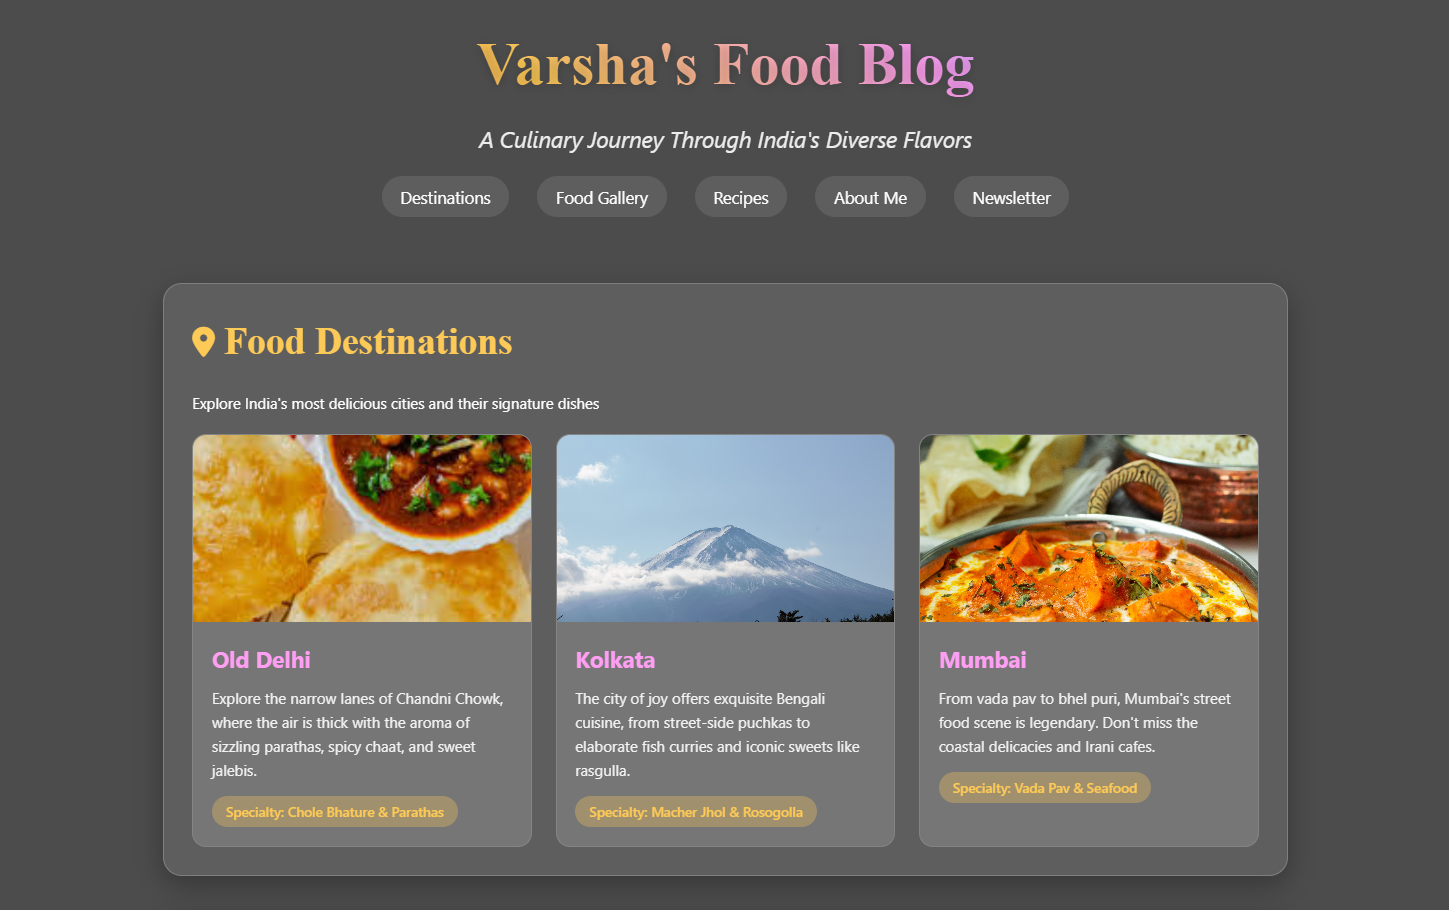 Varsha's Food Blog
A Culinary Journey Through India's Diverse Flavors
Destinations
Food Gallery
Recipes
About Me
Newsletter
Food Destinations
Explore India's most delicious cities and their signature dishes
Old Delhi
Explore the narrow lanes of Chandni Chowk,
where the air is thick with the aroma of
sizzling parathas, spicy chaat, and sweet
jalebis.
Specialty: Chole Bhature & Parathas
Kolkata
The city of joy offers exquisite Bengali
cuisine, from street-side puchkas to
elaborate fish curries and iconic sweets like
rasgulla.
Specialty: Macher Jhol & Rosogolla
Mumbai
From vada pav to bhel puri, Mumbai's street
food scene is legendary. Don't miss the
coastal delicacies and Irani cafes.
Specialty: Vada Pav & Seafood